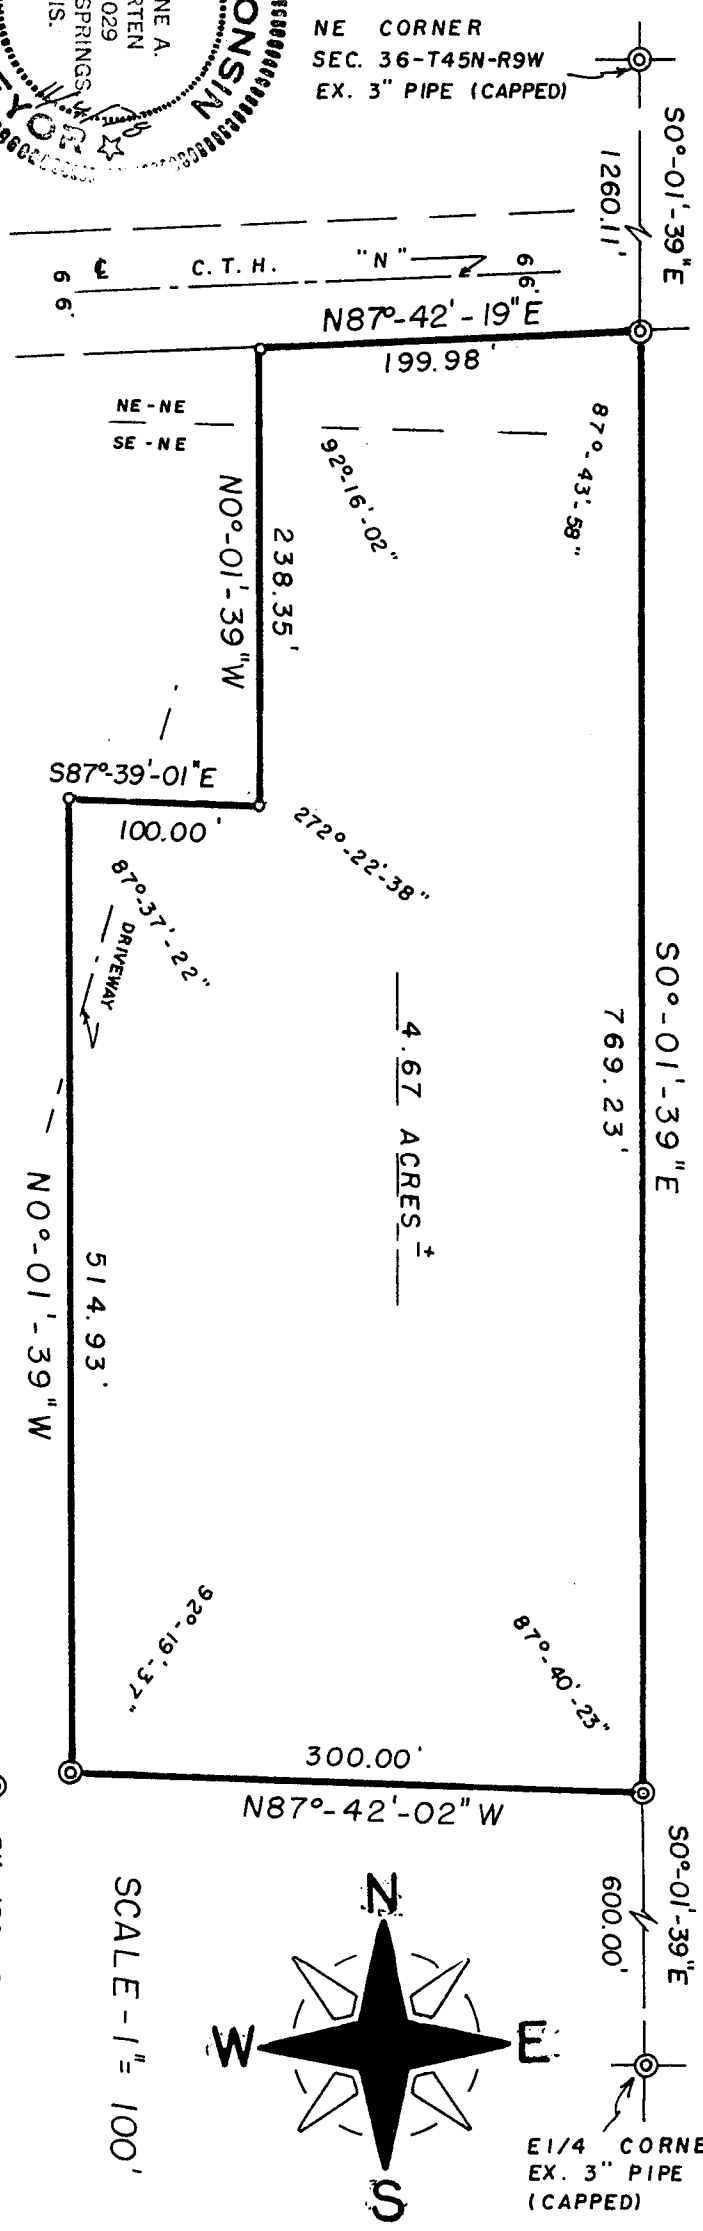 NE A.
RTEN
029
SPRINGS
IS.
ONSIN
EYOR
NE CORNER
SEC. 36-T45N-R9W
EX. 3" PIPE (CAPPED)
S0°-01'-39"E
1260.11'
66'
℄ C.T.H. "N"
66'
N87°-42'-19"E
199.98'
NE-NE
SE-NE
92°-16'-02"
87°-43'-58"
238.35'
N0°-01'-39"W
S87°-39'-01"E
100.00'
272°-22'-38"
87°-37'-22"
DRIVEWAY
4.67 ACRES ±
S0°-01'-39"E
769.23'
514.93'
N0°-01'-39"W
92°-19'-37"
87°-40'-23"
300.00'
N87°-42'-02"W
S0°-01'-39"E
600.00'
SCALE-1"= 100'
N
W
E
S
E1/4 CORNE
EX. 3" PIPE
(CAPPED)